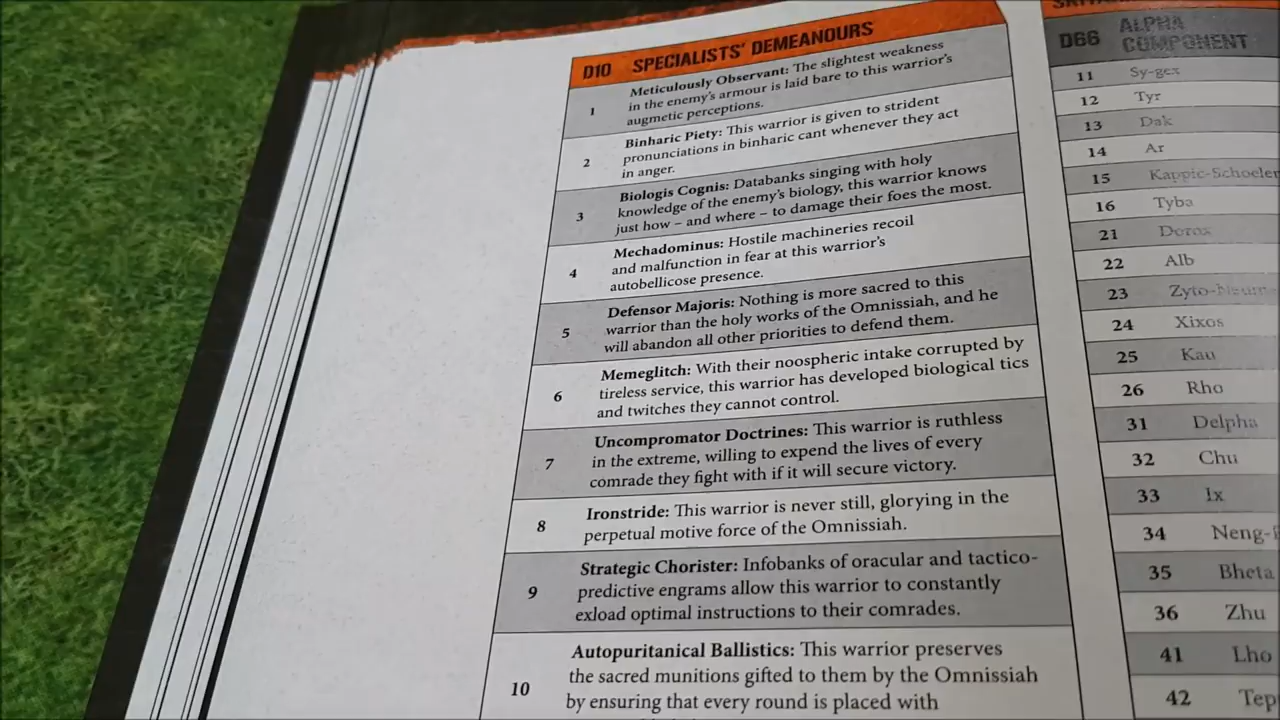 D10 SPECIALISTS' DEMEANOURS
1 Meticulously Observant: The slightest weakness
in the enemy's armour is laid bare to this warrior's
augmetic perceptions.
2 Binharic Piety: This warrior is given to strident
pronunciations in binharic cant whenever they act
in anger.
3 Biologis Cognis: Databanks singing with holy
knowledge of the enemy's biology, this warrior knows
just how – and where – to damage their foes the most.
4 Mechadominus: Hostile machineries recoil
and malfunction in fear at this warrior's
autobellicose presence.
5 Defensor Majoris: Nothing is more sacred to this
warrior than the holy works of the Omnissiah, and he
will abandon all other priorities to defend them.
6 Memeglitch: With their noospheric intake corrupted by
tireless service, this warrior has developed biological tics
and twitches they cannot control.
7 Uncompromator Doctrines: This warrior is ruthless
in the extreme, willing to expend the lives of every
comrade they fight with if it will secure victory.
8 Ironstride: This warrior is never still, glorying in the
perpetual motive force of the Omnissiah.
9 Strategic Chorister: Infobanks of oracular and tactico-
predictive engrams allow this warrior to constantly
exload optimal instructions to their comrades.
10 Autopuritanical Ballistics: This warrior preserves
the sacred munitions gifted to them by the Omnissiah
by ensuring that every round is placed with
D66 ALPHA
COMPONENT
11 Sy-gex
12 Tyr
13 Dak
14 Ar
15 Kappic-Schoeler
16 Tyba
21 Dorox
22 Alb
23
24 Xixos
25 Kau
26 Rho
31 Delpha
32 Chu
33 Ix
34 Neng-
35 Bheta
36 Zhu
41 Lho
42 Tep